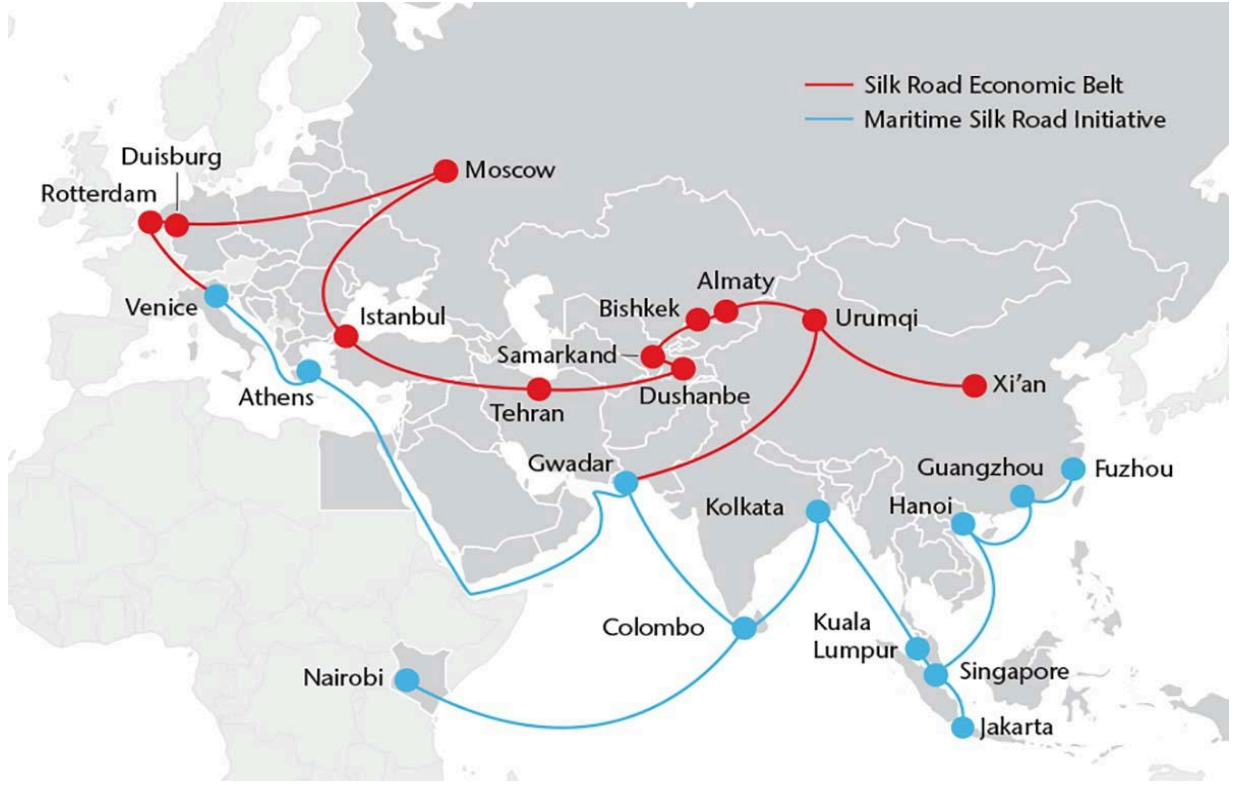 Silk Road Economic Belt
Maritime Silk Road Initiative
Duisburg
Rotterdam
Moscow
Venice
Istanbul
Athens
Almaty
Bishkek
Urumqi
Samarkand
Dushanbe
Tehran
Xi’an
Gwadar
Kolkata
Guangzhou
Fuzhou
Hanoi
Colombo
Kuala
Lumpur
Nairobi
Singapore
Jakarta